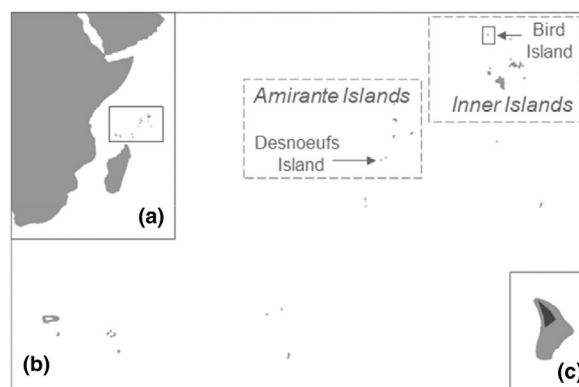 Bird
Island
Inner Islands
Amirante Islands
Desnoeufs
Island
(a)
(b)
(c)